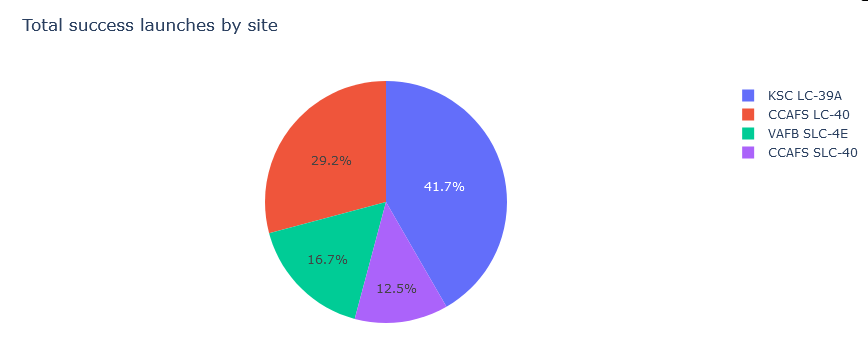 Total success launches by site
KSC LC-39A
CCAFS LC-40
VAFB SLC-4E
CCAFS SLC-40
29.2%
41.7%
16.7%
12.5%